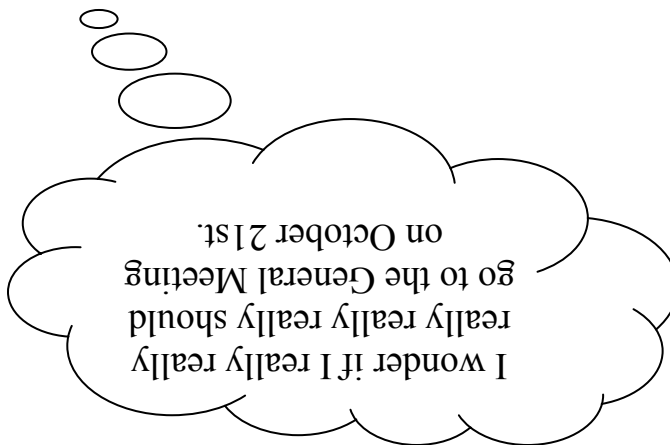 I wonder if I really really
really really really should
go to the General Meeting
on October 21st.